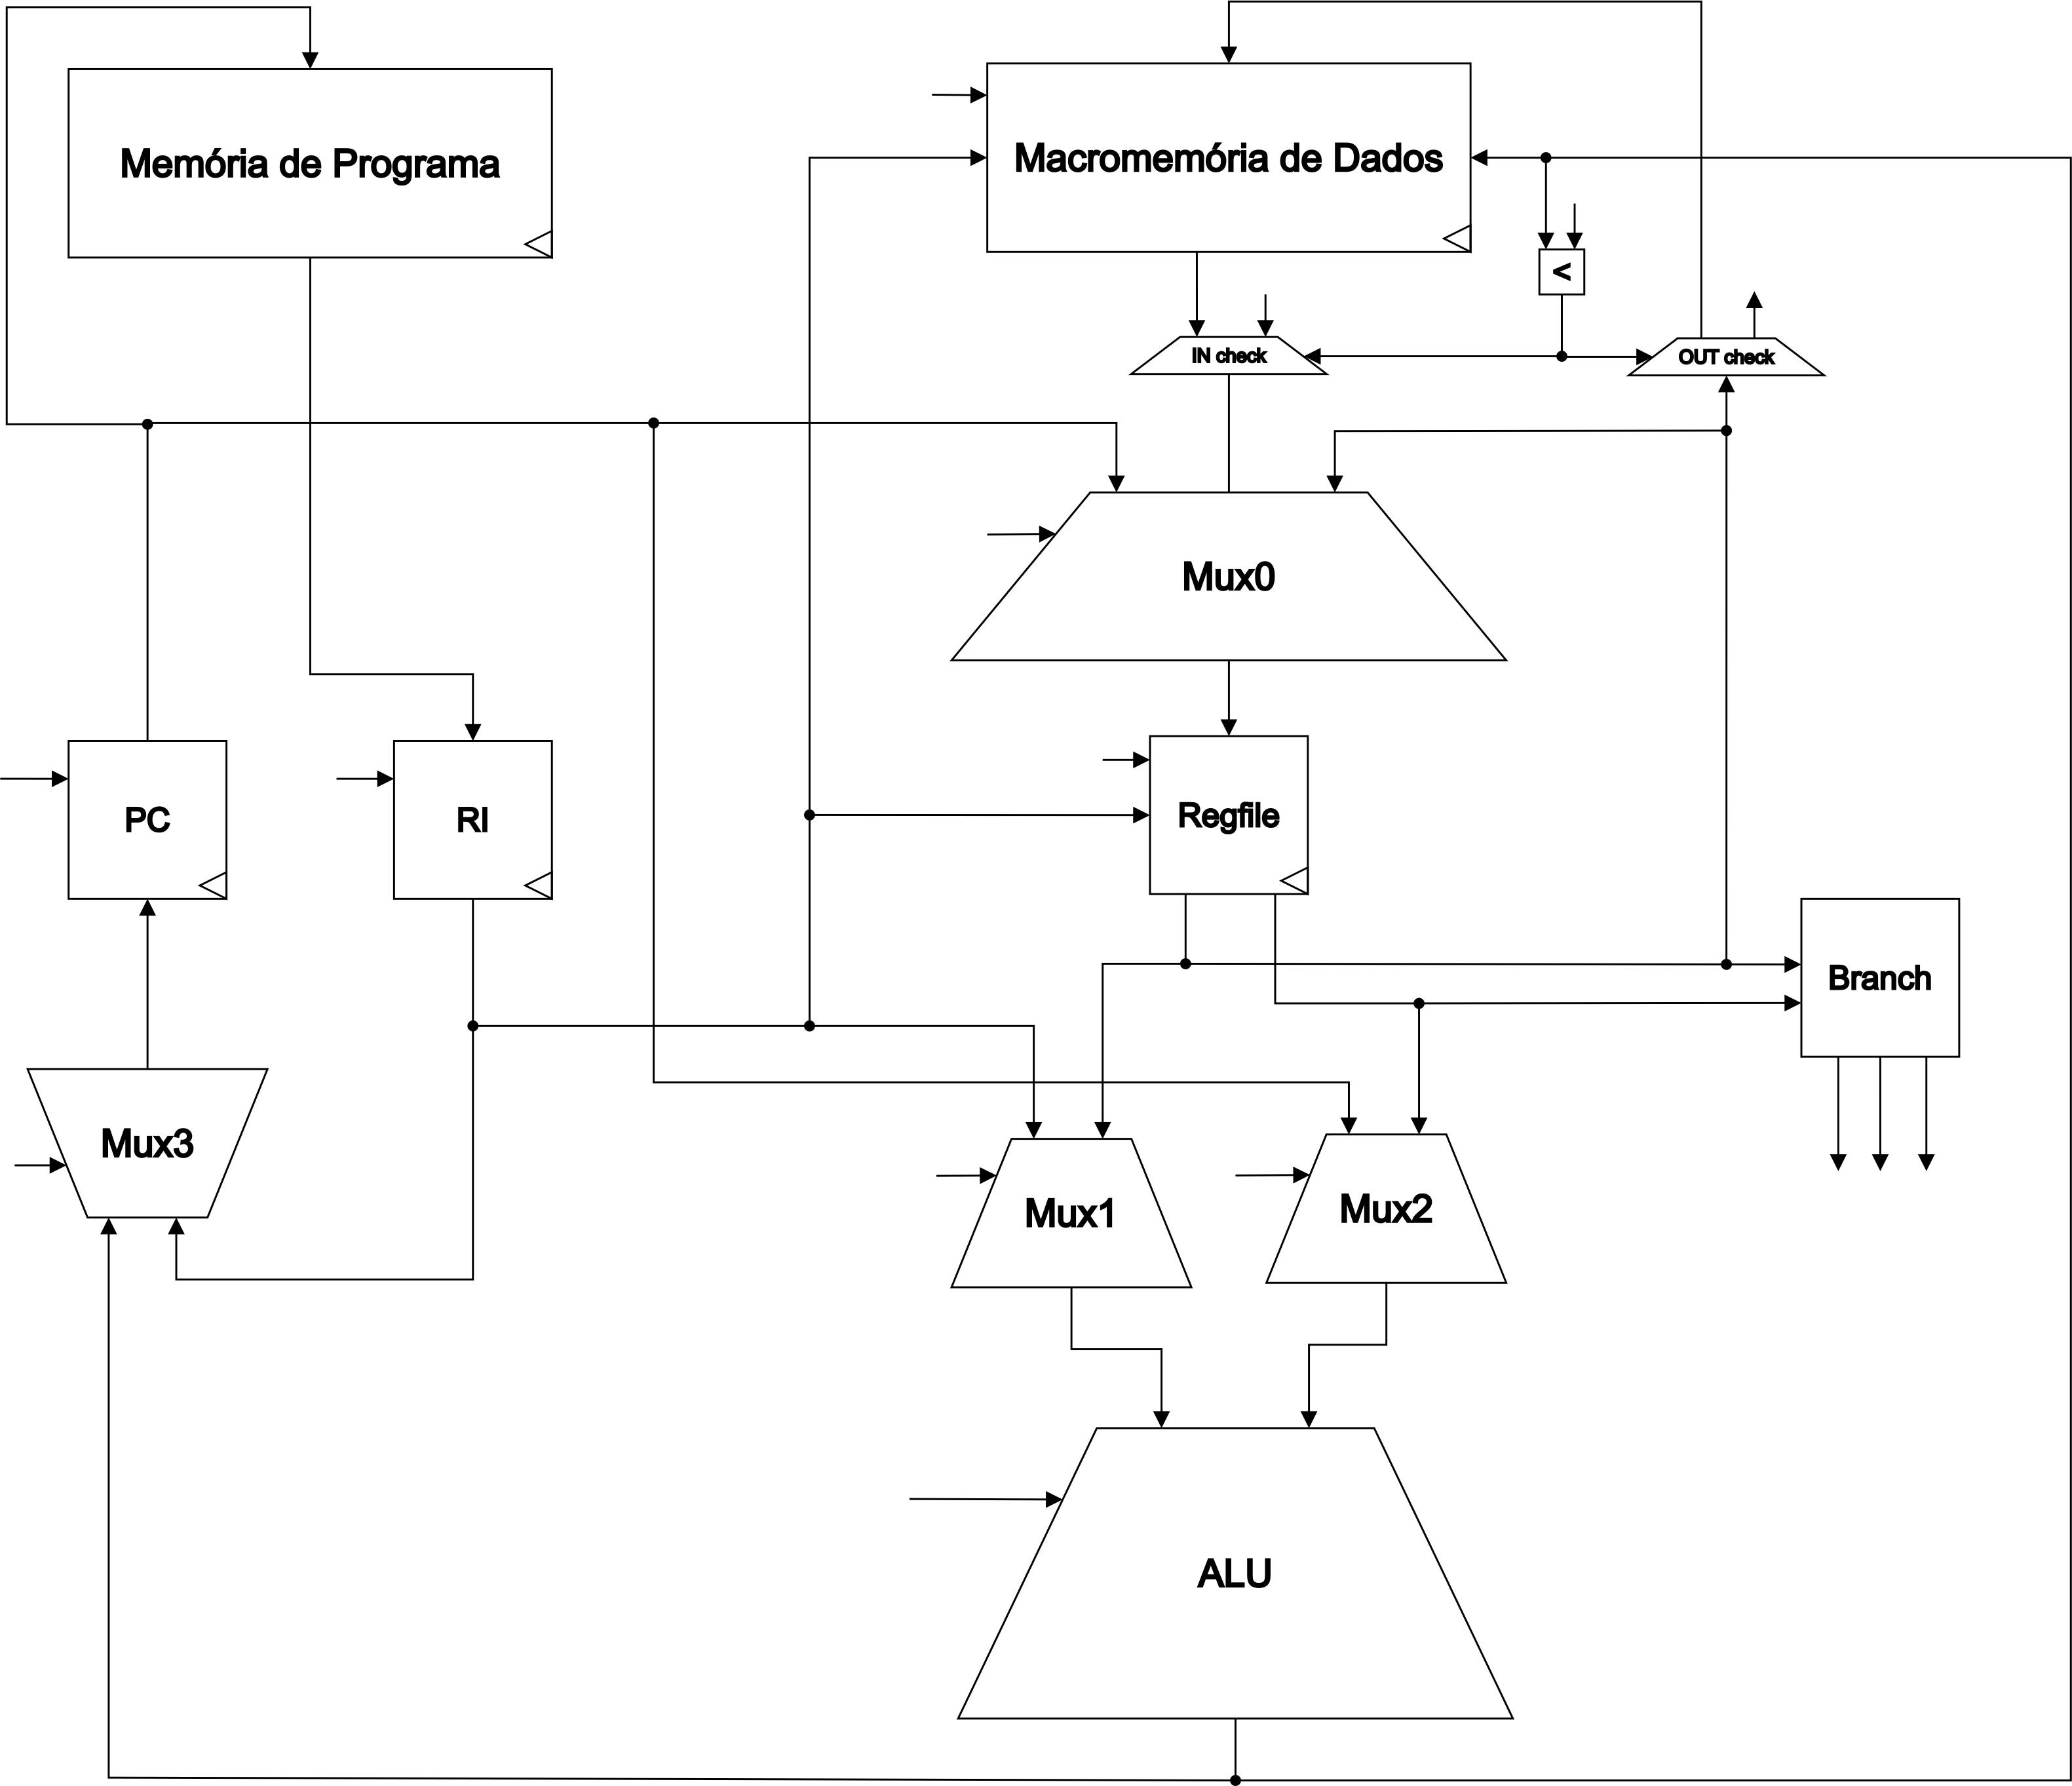 Memória de Programa
Macromemória de Dados
<
IN check
OUT check
Mux0
PC
RI
Regfile
Branch
Mux3
Mux1
Mux2
ALU